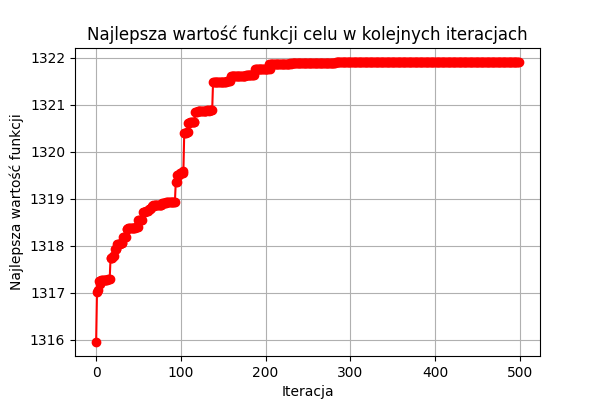 Najlepsza wartość funkcji celu w kolejnych iteracjach
Najlepsza wartość funkcji
1322
1321
1320
1319
1318
1317
1316
0 100 200 300 400 500
Iteracja